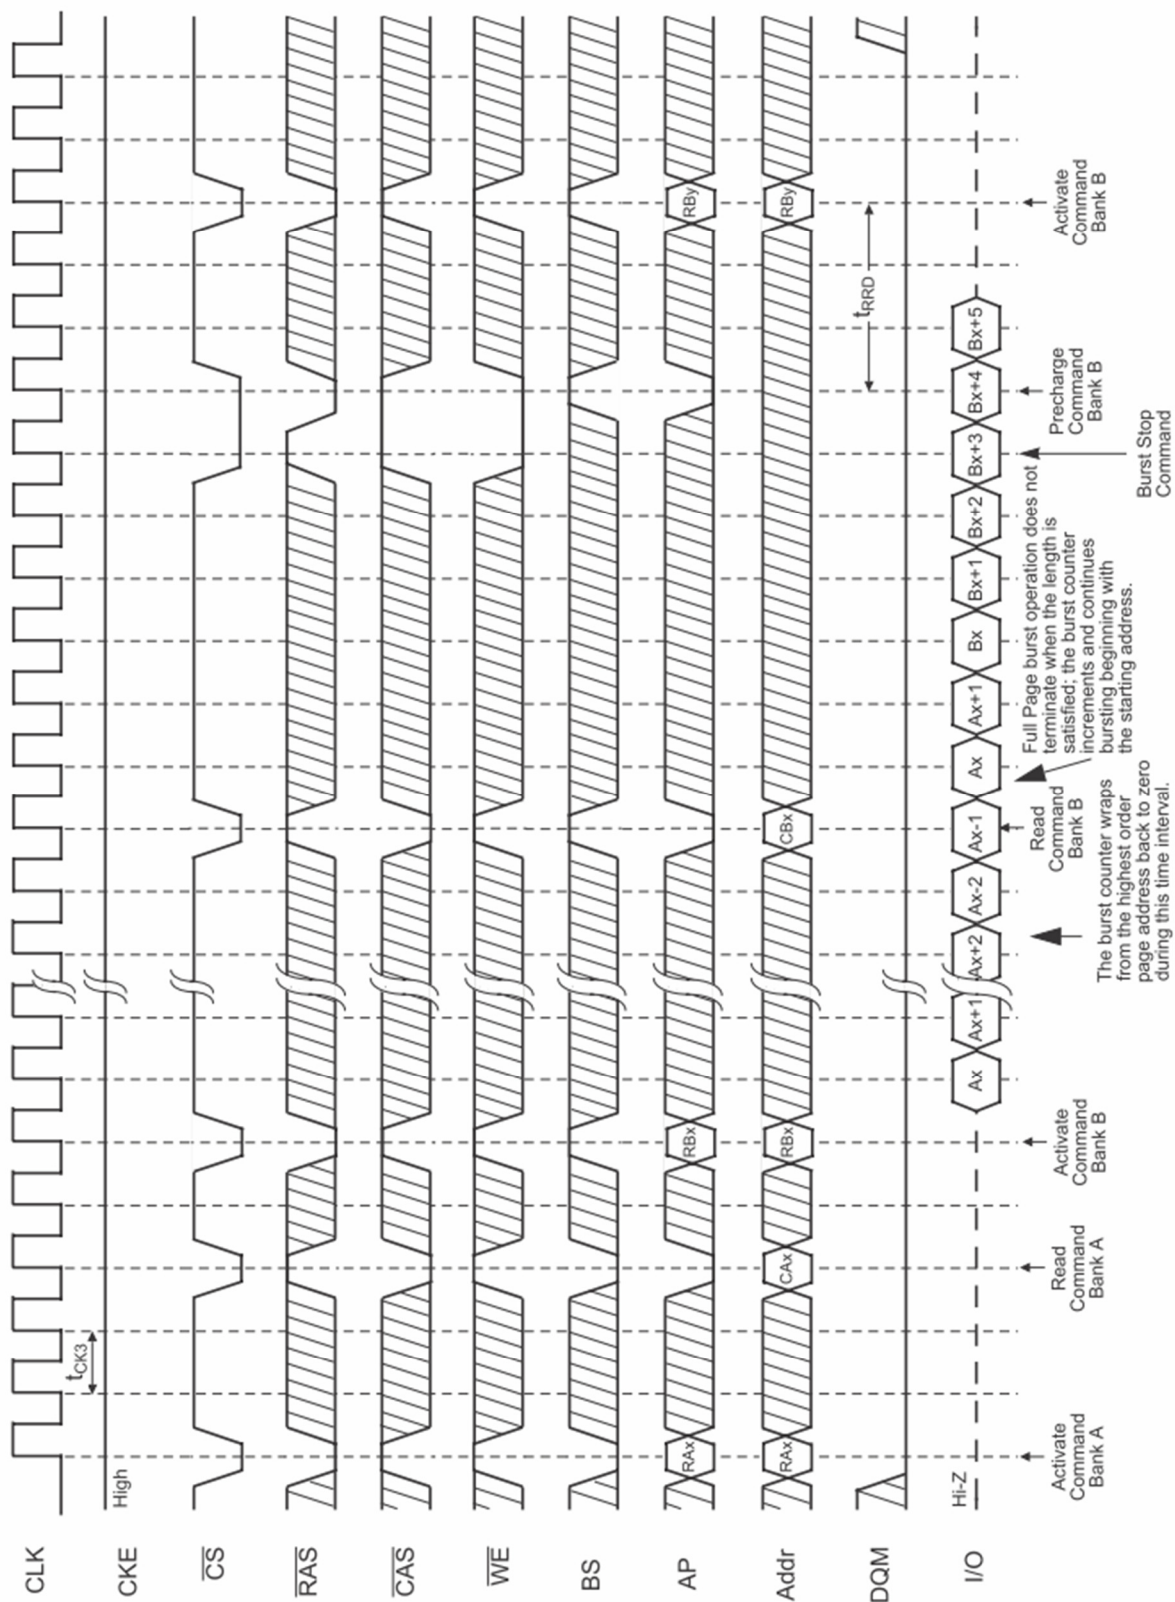 CLK
CKE
CS
RAS
CAS
WE
BS
AP
Addr
DQM
I/O
High
tCK3
RAx
RBx
RBy
RAx
CAx
RBx
CBx
RBy
tRRD
Hi-Z
Ax
Ax+1
Ax+2
Ax-2
Ax-1
Ax
Ax+1
Bx
Bx+1
Bx+2
Bx+3
Bx+4
Bx+5
Activate
Command
Bank A
Read
Command
Bank A
Activate
Command
Bank B
The burst counter wraps
from the highest order
page address back to zero
during this time interval.
Read
Command
Bank B
Full Page burst operation does not
terminate when the length is
satisfied; the burst counter
increments and continues
bursting beginning with
the starting address.
Burst Stop
Command
Precharge
Command
Bank B
Activate
Command
Bank B